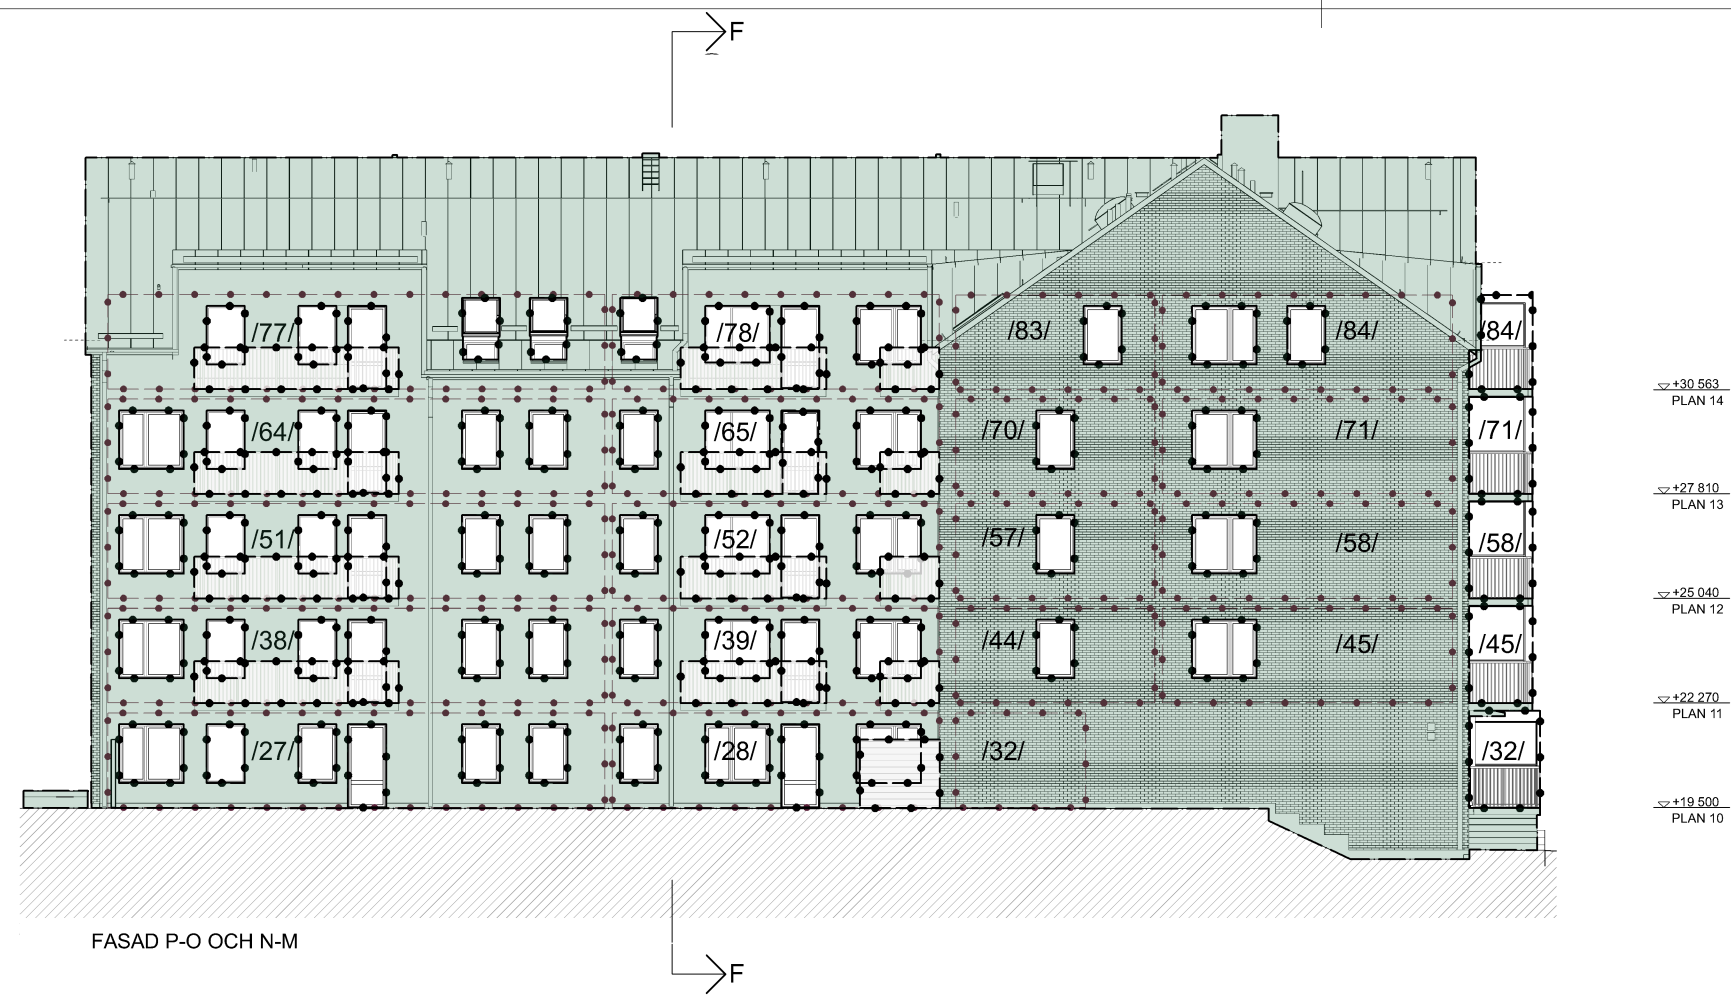 F
/77/ /78/ /83/ /84/ /84/
+30 563
PLAN 14
/64/ /65/ /70/ /71/ /71/
+27 810
PLAN 13
/51/ /52/ /57/ /58/ /58/
+25 040
PLAN 12
/38/ /39/ /44/ /45/ /45/
+22 270
PLAN 11
/27/ /28/ /32/ /32/
+19 500
PLAN 10
FASAD P-O OCH N-M
F